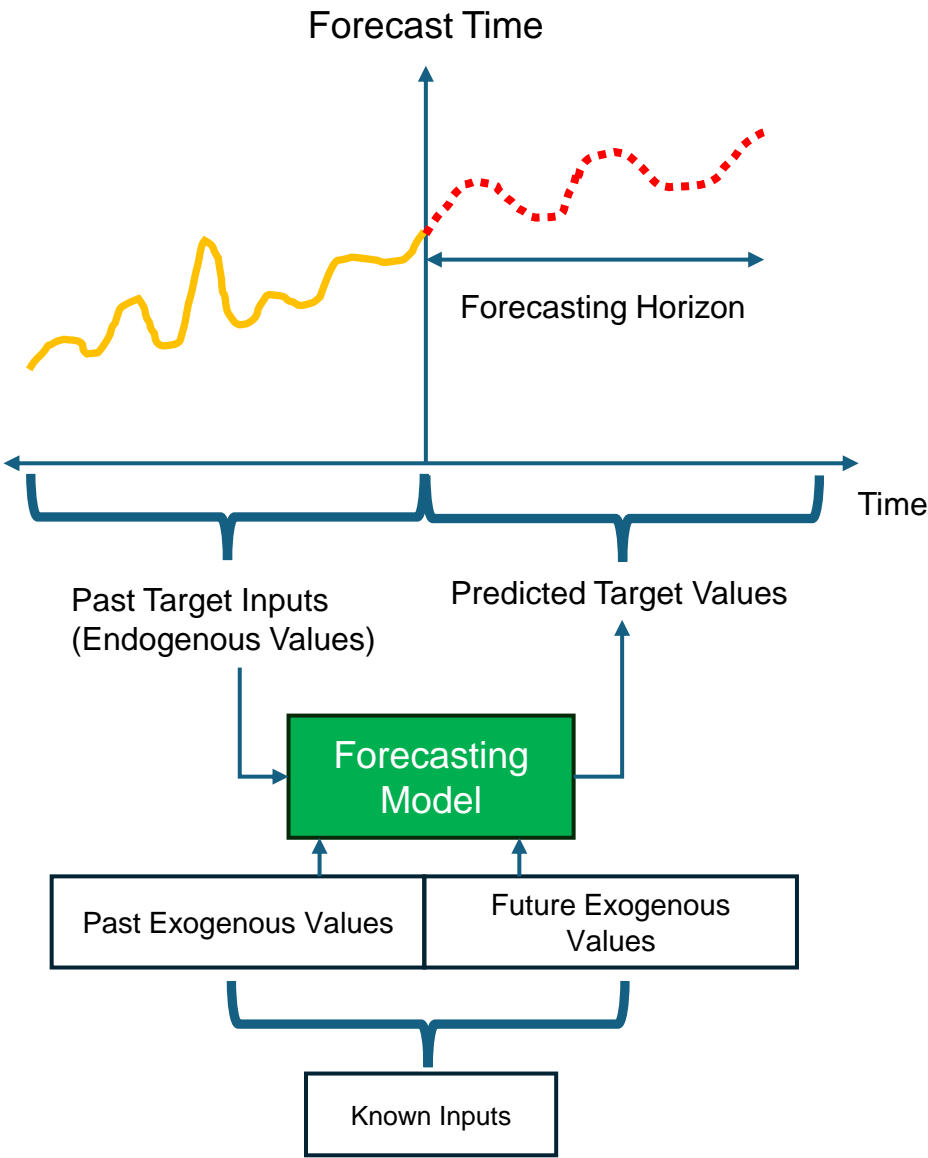 Forecast Time
Forecasting Horizon
Time
Past Target Inputs
(Endogenous Values)
Predicted Target Values
Forecasting
Model
Past Exogenous Values
Future Exogenous
Values
Known Inputs